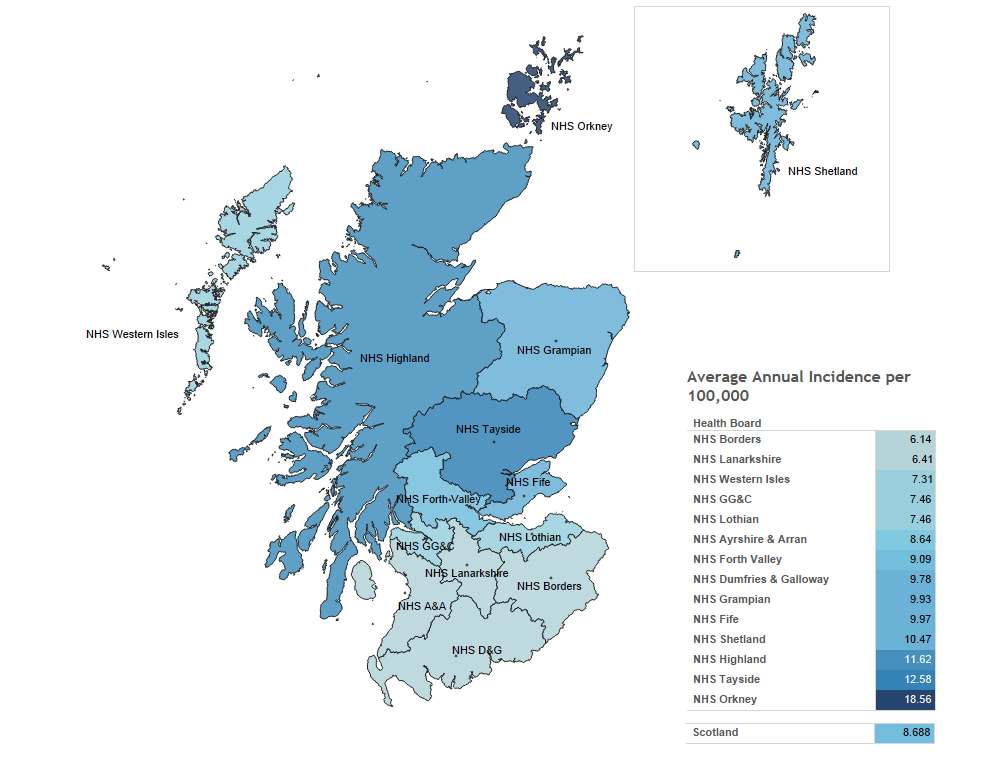 NHS Orkney
NHS Shetland
NHS Western Isles
NHS Highland
NHS Grampian
NHS Tayside
NHS Fife
NHS Forth Valley
NHS Lothian
NHS GG&C
NHS Lanarkshire
NHS Borders
NHS A&A
NHS D&G
Average Annual Incidence per
100,000
Health Board
NHS Borders 6.14
NHS Lanarkshire 6.41
NHS Western Isles 7.31
NHS GG&C 7.46
NHS Lothian 7.46
NHS Ayrshire & Arran 8.64
NHS Forth Valley 9.09
NHS Dumfries & Galloway 9.78
NHS Grampian 9.93
NHS Fife 9.97
NHS Shetland 10.47
NHS Highland 11.62
NHS Tayside 12.58
NHS Orkney 18.56
Scotland 8.688